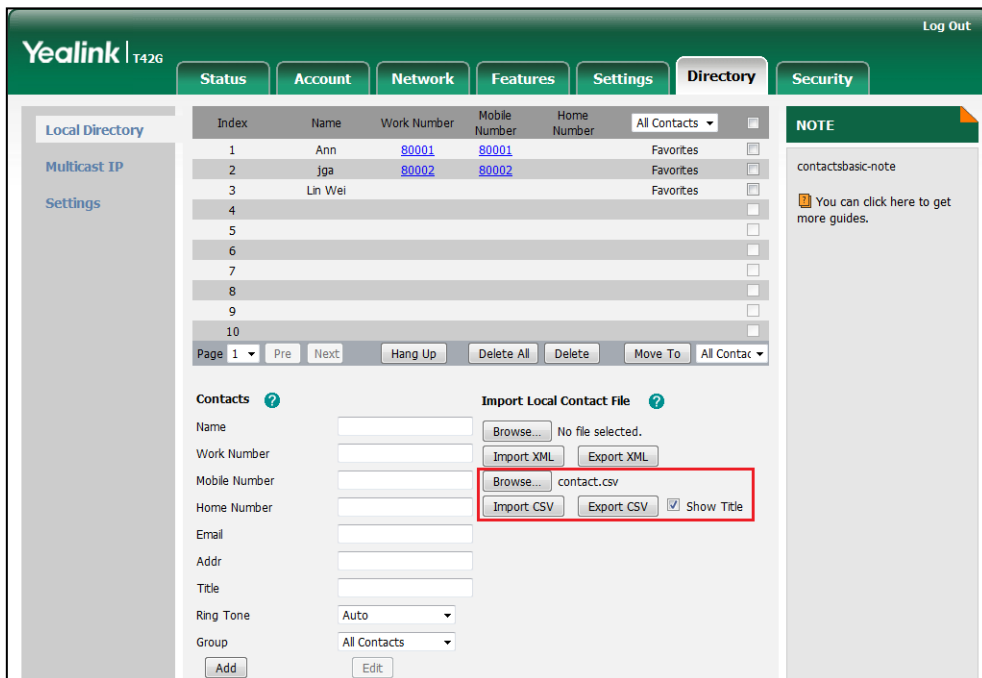 Log Out
Yealink T42G
Status Account Network Features Settings Directory Security
Local Directory
Multicast IP
Settings
Index Name Work Number Mobile Number Home Number All Contacts
1 Ann 80001 80001 Favorites
2 jga 80002 80002 Favorites
3 Lin Wei Favorites
4
5
6
7
8
9
10
Page 1 Pre Next Hang Up Delete All Delete Move To All Contac
NOTE
contactsbasic-note
You can click here to get
more guides.
Contacts ?
Name
Work Number
Mobile Number
Home Number
Email
Addr
Title
Ring Tone Auto
Group All Contacts
Add Edit
Import Local Contact File ?
Browse... No file selected.
Import XML Export XML
Browse... contact.csv
Import CSV Export CSV Show Title